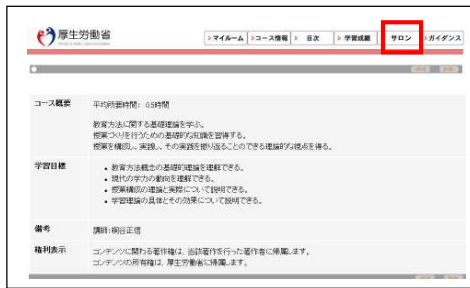 厚生労働省
>マイルーム >コース情報 > 目次 > 学習成績 サロン >ガイダンス
コース概要 平均所要時間: 0.5時間
教育方法に関する基礎理論を学ぶ。
授業づくりを行うための基礎的な知識を習得する。
授業を構想し、実践し、その実践を振り返ることのできる理論的な視点を得る。
学習目標 • 教育方法概念の基礎的理論を理解できる。
• 現代の学力の動向を理解できる。
• 授業構想の理論と実際について説明できる。
• 学習理論の具体とその効果について説明できる。
備考 講師:桐谷正信
権利表示 コンテンツに関わる著作権は、当該著作を行った著作者に帰属します。
コンテンツの所有権は、厚生労働省に帰属します。